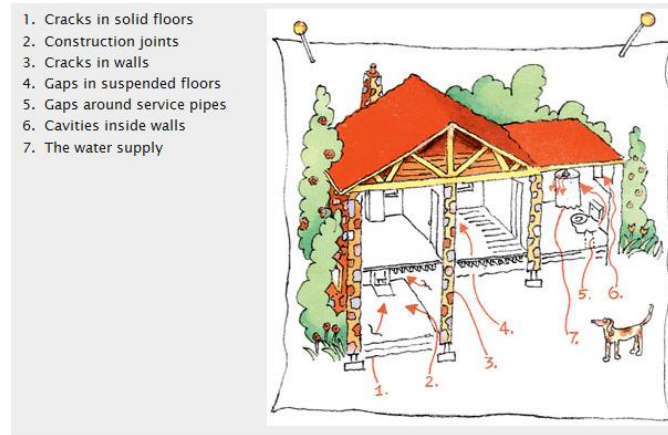 1. Cracks in solid floors
2. Construction joints
3. Cracks in walls
4. Gaps in suspended floors
5. Gaps around service pipes
6. Cavities inside walls
7. The water supply
5.
6.
7.
4.
3.
2.
1.